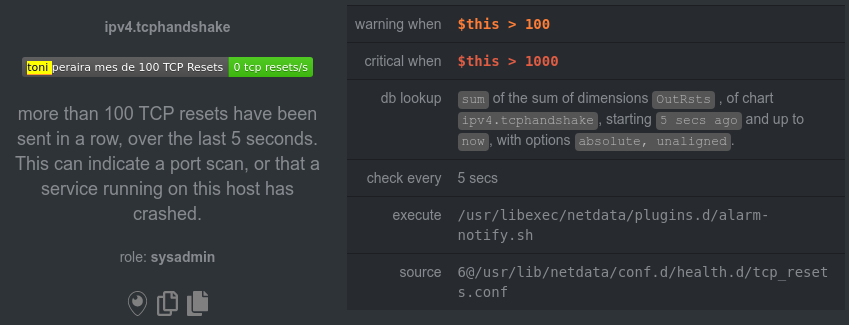 ipv4.tcphandshake
toni peraira mes de 100 TCP Resets 0 tcp resets/s
more than 100 TCP resets have been
sent in a row, over the last 5 seconds.
This can indicate a port scan, or that a
service running on this host has
crashed.
role: sysadmin
warning when $this > 100
critical when $this > 1000
db lookup sum of the sum of dimensions OutRsts , of chart
ipv4.tcphandshake, starting 5 secs ago and up to
now, with options absolute, unaligned.
check every 5 secs
execute /usr/libexec/netdata/plugins.d/alarm-
notify.sh
source 6@/usr/lib/netdata/conf.d/health.d/tcp_reset
s.conf